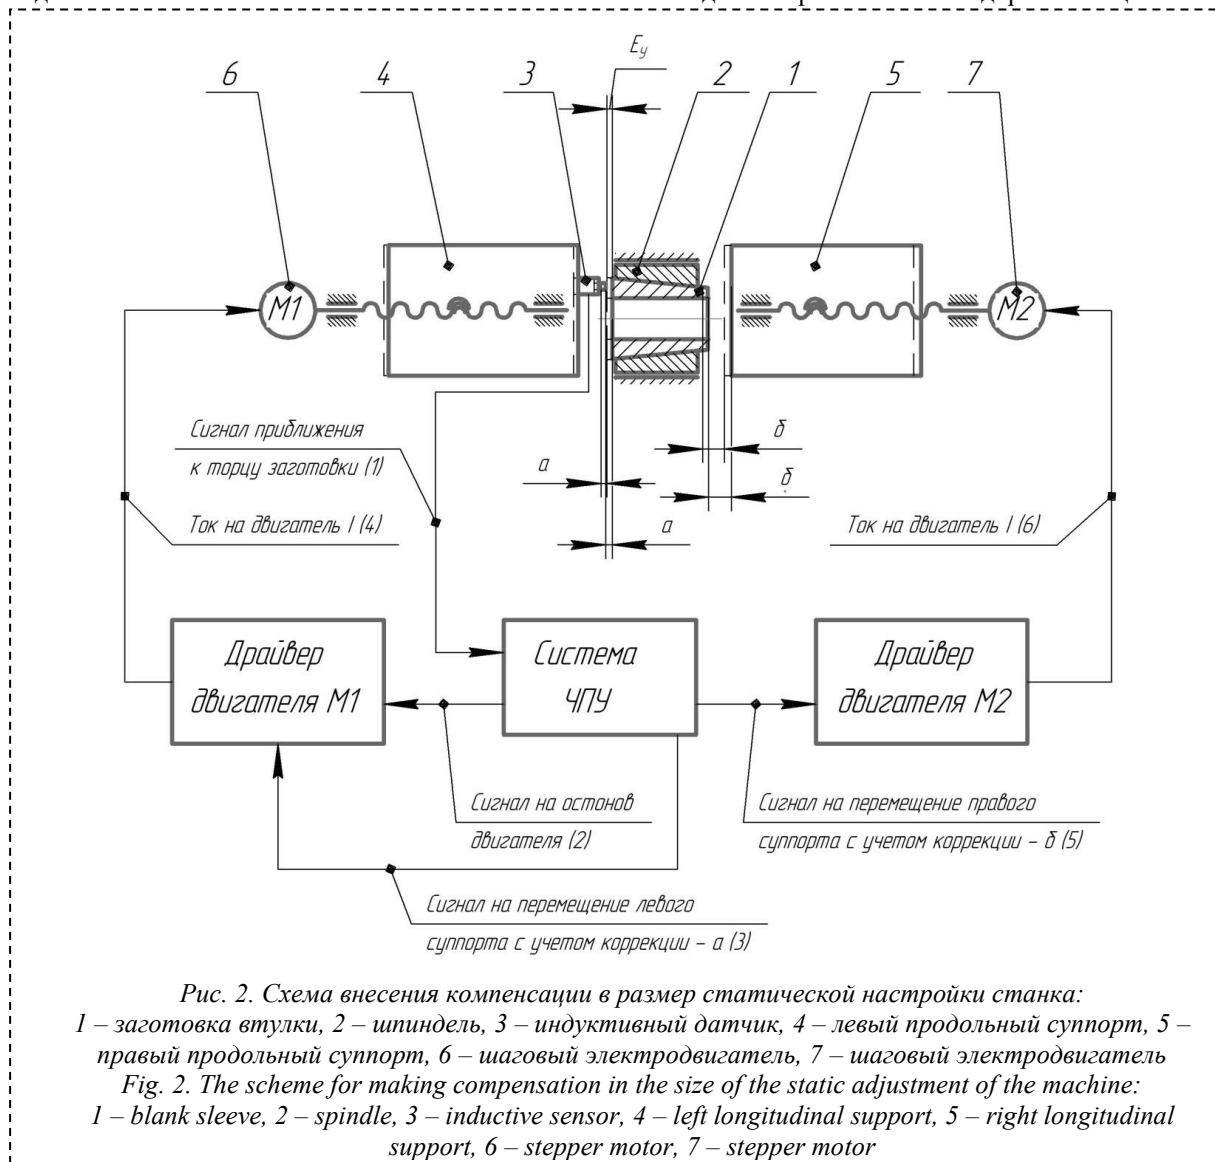 E_y
6 4 3 2 1 5 7
M1 M2
Сигнал приближения
к торцу заготовки (1)
Ток на двигатель I (4)
а
б
б
а
Ток на двигатель I (6)
Драйвер
двигателя М1
Система
ЧПУ
Драйвер
двигателя М2
Сигнал на остонов
двигателя (2)
Сигнал на перемещение правого
суппорта с учетом коррекции – б (5)
Сигнал на перемещение левого
суппорта с учетом коррекции – а (3)
Рис. 2. Схема внесения компенсации в размер статической настройки станка:
1 – заготовка втулки, 2 – шпиндель, 3 – индуктивный датчик, 4 – левый продольный суппорт, 5 –
правый продольный суппорт, 6 – шаговый электродвигатель, 7 – шаговый электродвигатель
Fig. 2. The scheme for making compensation in the size of the static adjustment of the machine:
1 – blank sleeve, 2 – spindle, 3 – inductive sensor, 4 – left longitudinal support, 5 – right longitudinal
support, 6 – stepper motor, 7 – stepper motor